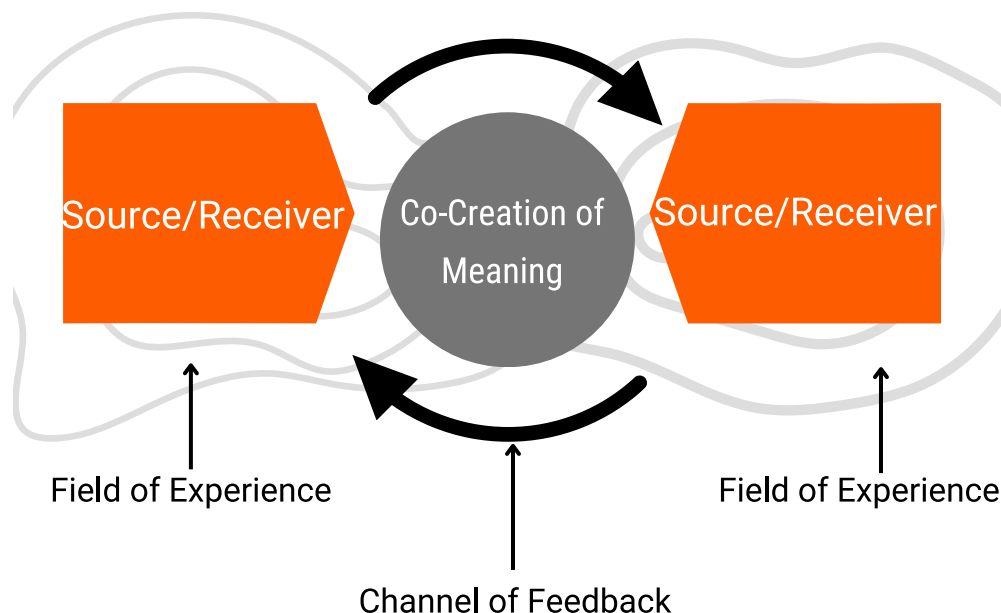 Source/Receiver
Co-Creation of
Meaning
Source/Receiver
Field of Experience
Field of Experience
Channel of Feedback